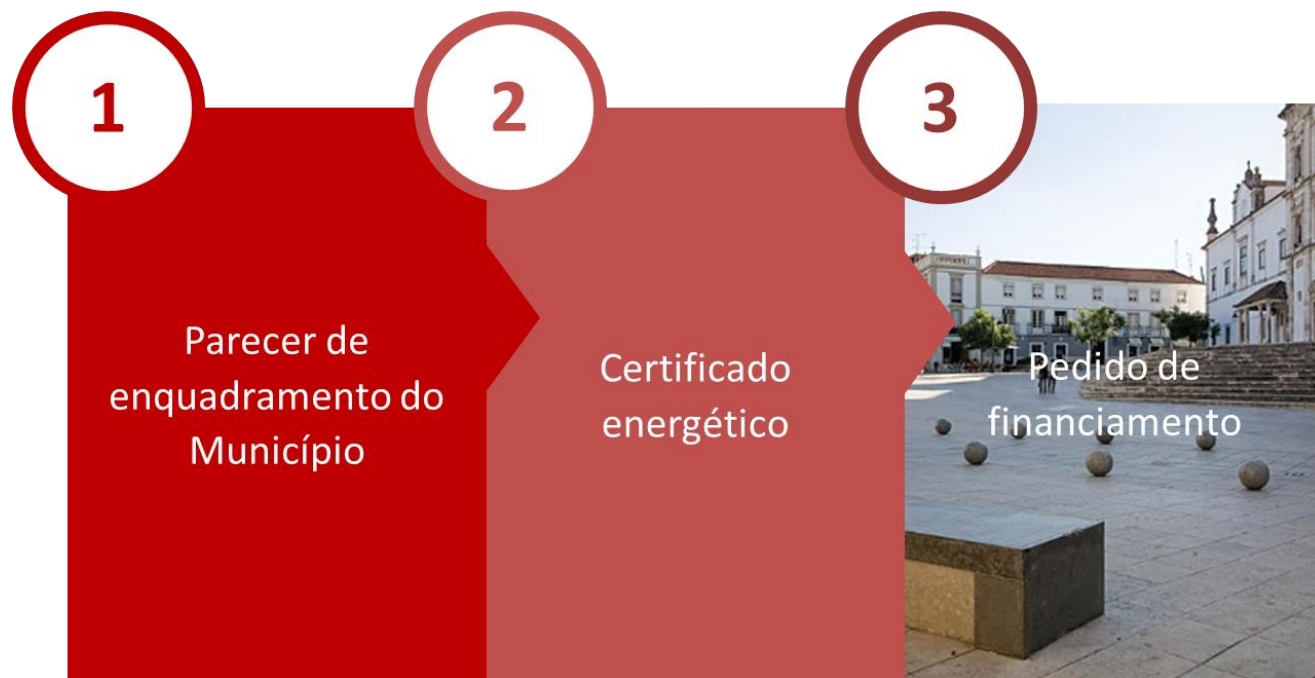 1
2
3
Parecer de
enquadramento do
Município
Certificado
energético
Pedido de
financiamento